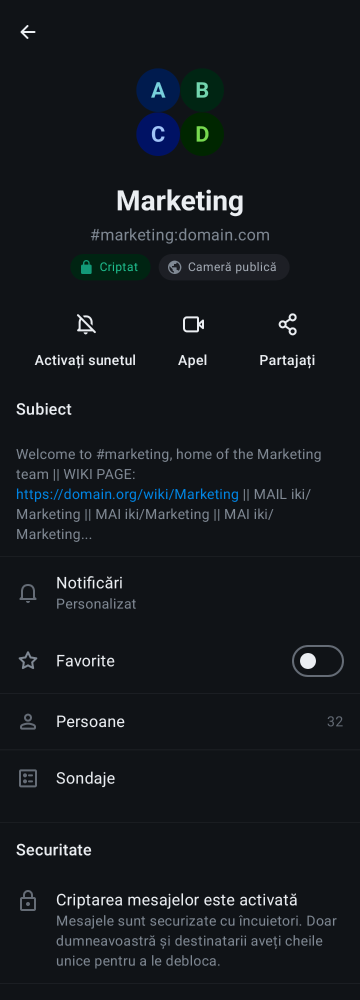 A B
C D
Marketing
#marketing:domain.com
Criptat Cameră publică
Activați sunetul Apel Partajați
Subiect
Welcome to #marketing, home of the Marketing
team || WIKI PAGE:
https://domain.org/wiki/Marketing || MAIL iki/
Marketing || MAI iki/Marketing || MAI iki/
Marketing...
Notificări
Personalizat
Favorite
Persoane 32
Sondaje
Securitate
Criptarea mesajelor este activată
Mesajele sunt securizate cu încuietori. Doar
dumneavoastră și destinatarii aveți cheile
unice pentru a le debloca.